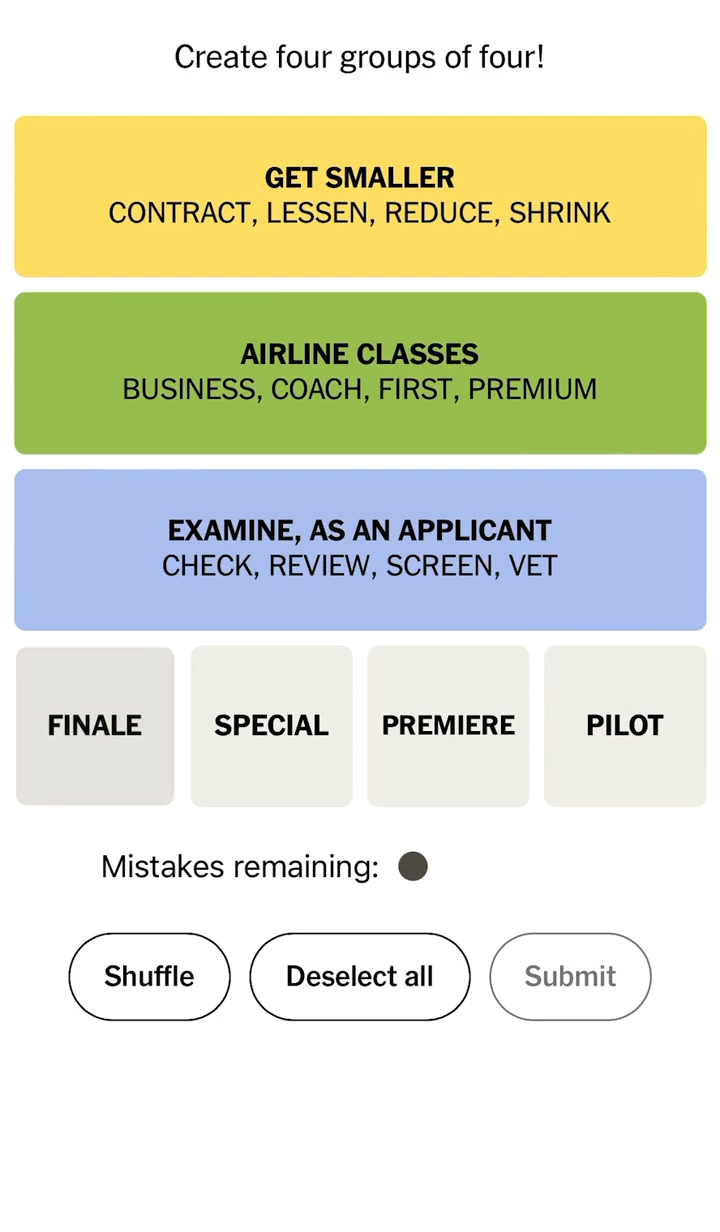 Create four groups of four!
GET SMALLER
CONTRACT, LESSEN, REDUCE, SHRINK
AIRLINE CLASSES
BUSINESS, COACH, FIRST, PREMIUM
EXAMINE, AS AN APPLICANT
CHECK, REVIEW, SCREEN, VET
FINALE SPECIAL PREMIERE PILOT
Mistakes remaining:
Shuffle Deselect all Submit